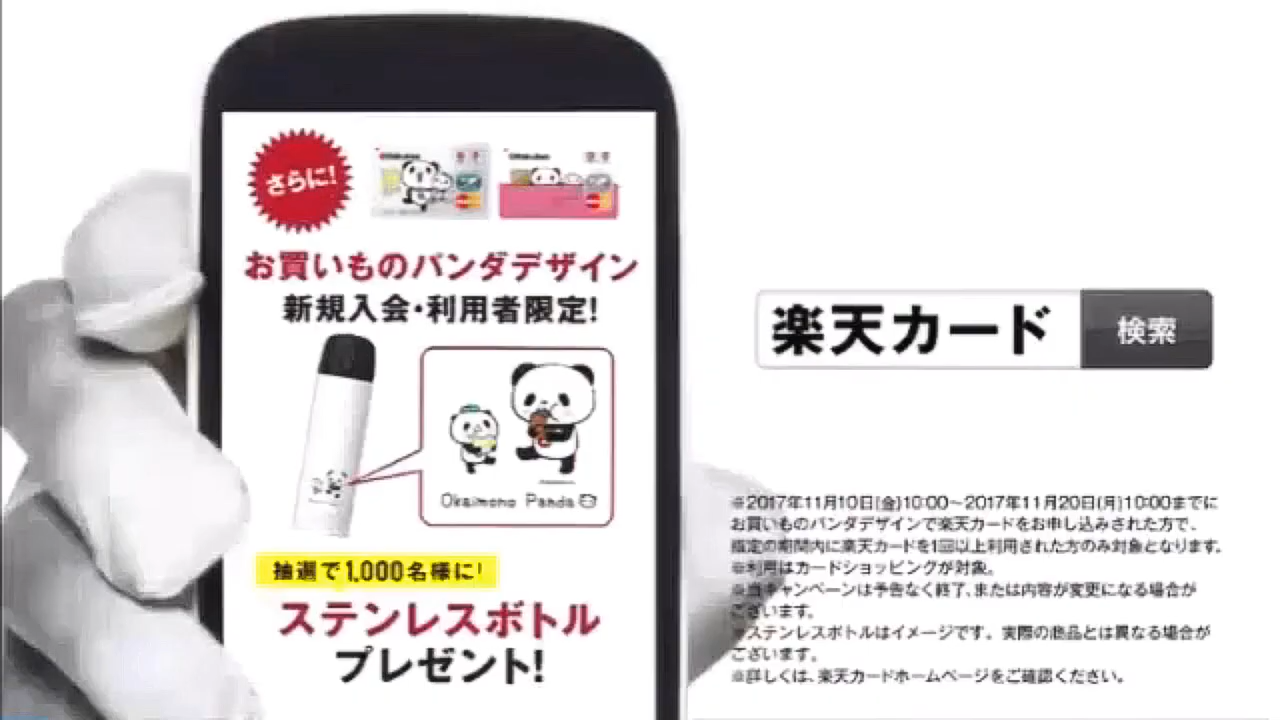 さらに!
お買いものパンダデザイン
新規入会・利用者限定!
Okaimono Panda
抽選で1,000名様に!
ステンレスボトル
プレゼント!
楽天カード 検索
※2017年11月10日(金)10:00～2017年11月20日(月)10:00までに
お買いものパンダデザインで楽天カードをお申し込みされた方で、
指定の期間内に楽天カードを1回以上利用された方のみ対象となります。
※利用はカードショッピングが対象。
※当キャンペーンは予告なく終了、または内容が変更になる場合が
ございます。
※ステンレスボトルはイメージです。実際の商品とは異なる場合が
ございます。
※詳しくは、楽天カードホームページをご確認ください。